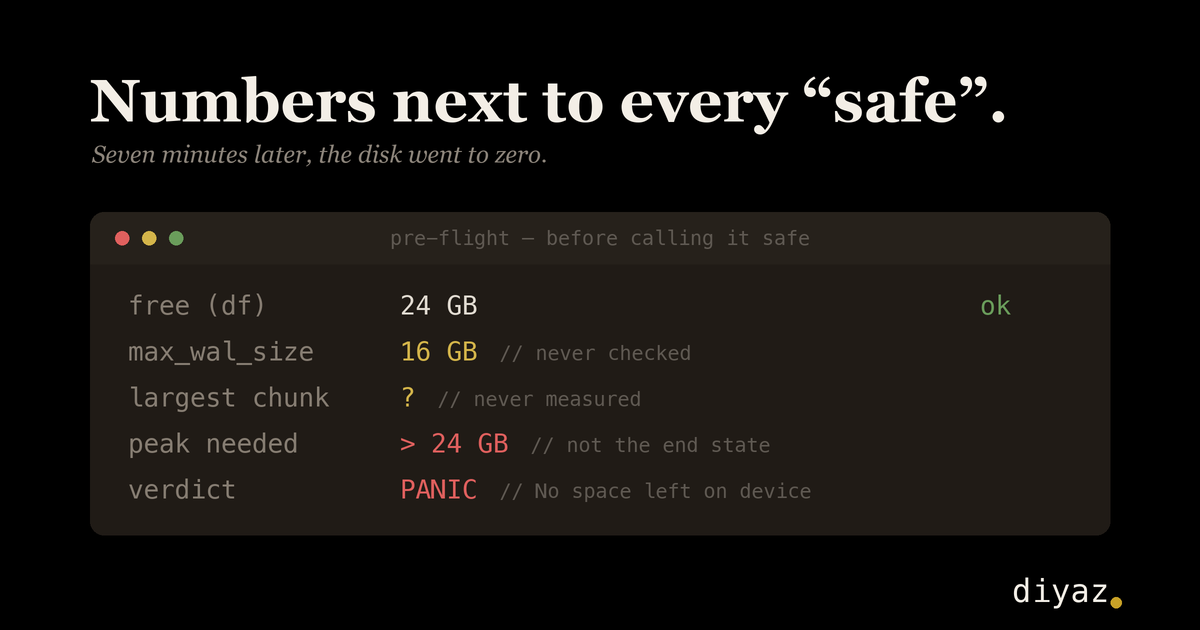 Numbers next to every “safe”.
Seven minutes later, the disk went to zero.
pre-flight — before calling it safe
free (df) 24 GB ok
max_wal_size 16 GB // never checked
largest chunk ? // never measured
peak needed > 24 GB // not the end state
verdict PANIC // No space left on device
diyaz.